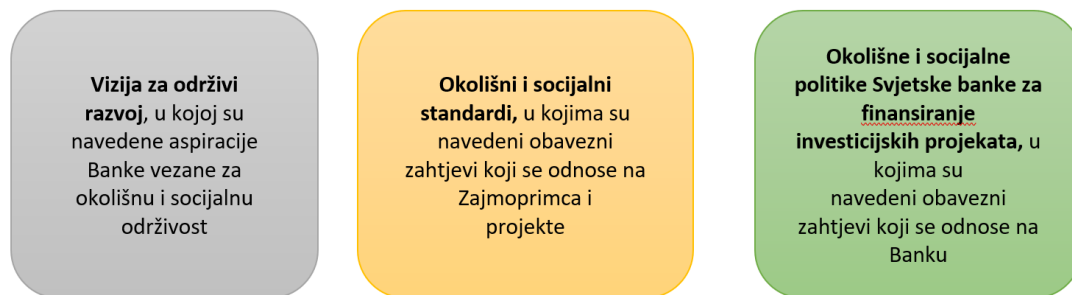 Vizija za održivi
razvoj, u kojoj su
navedene aspiracije
Banke vezane za
okolišnu i socijalnu
održivost
Okolišni i socijalni
standardi, u kojima su
navedeni obavezni
zahtjevi koji se odnose na
Zajmoprimca i
projekte
Okolišne i socijalne
politike Svjetske banke za
finansiranje
investicijskih projekata, u
kojima su
navedeni obavezni
zahtjevi koji se odnose na
Banku